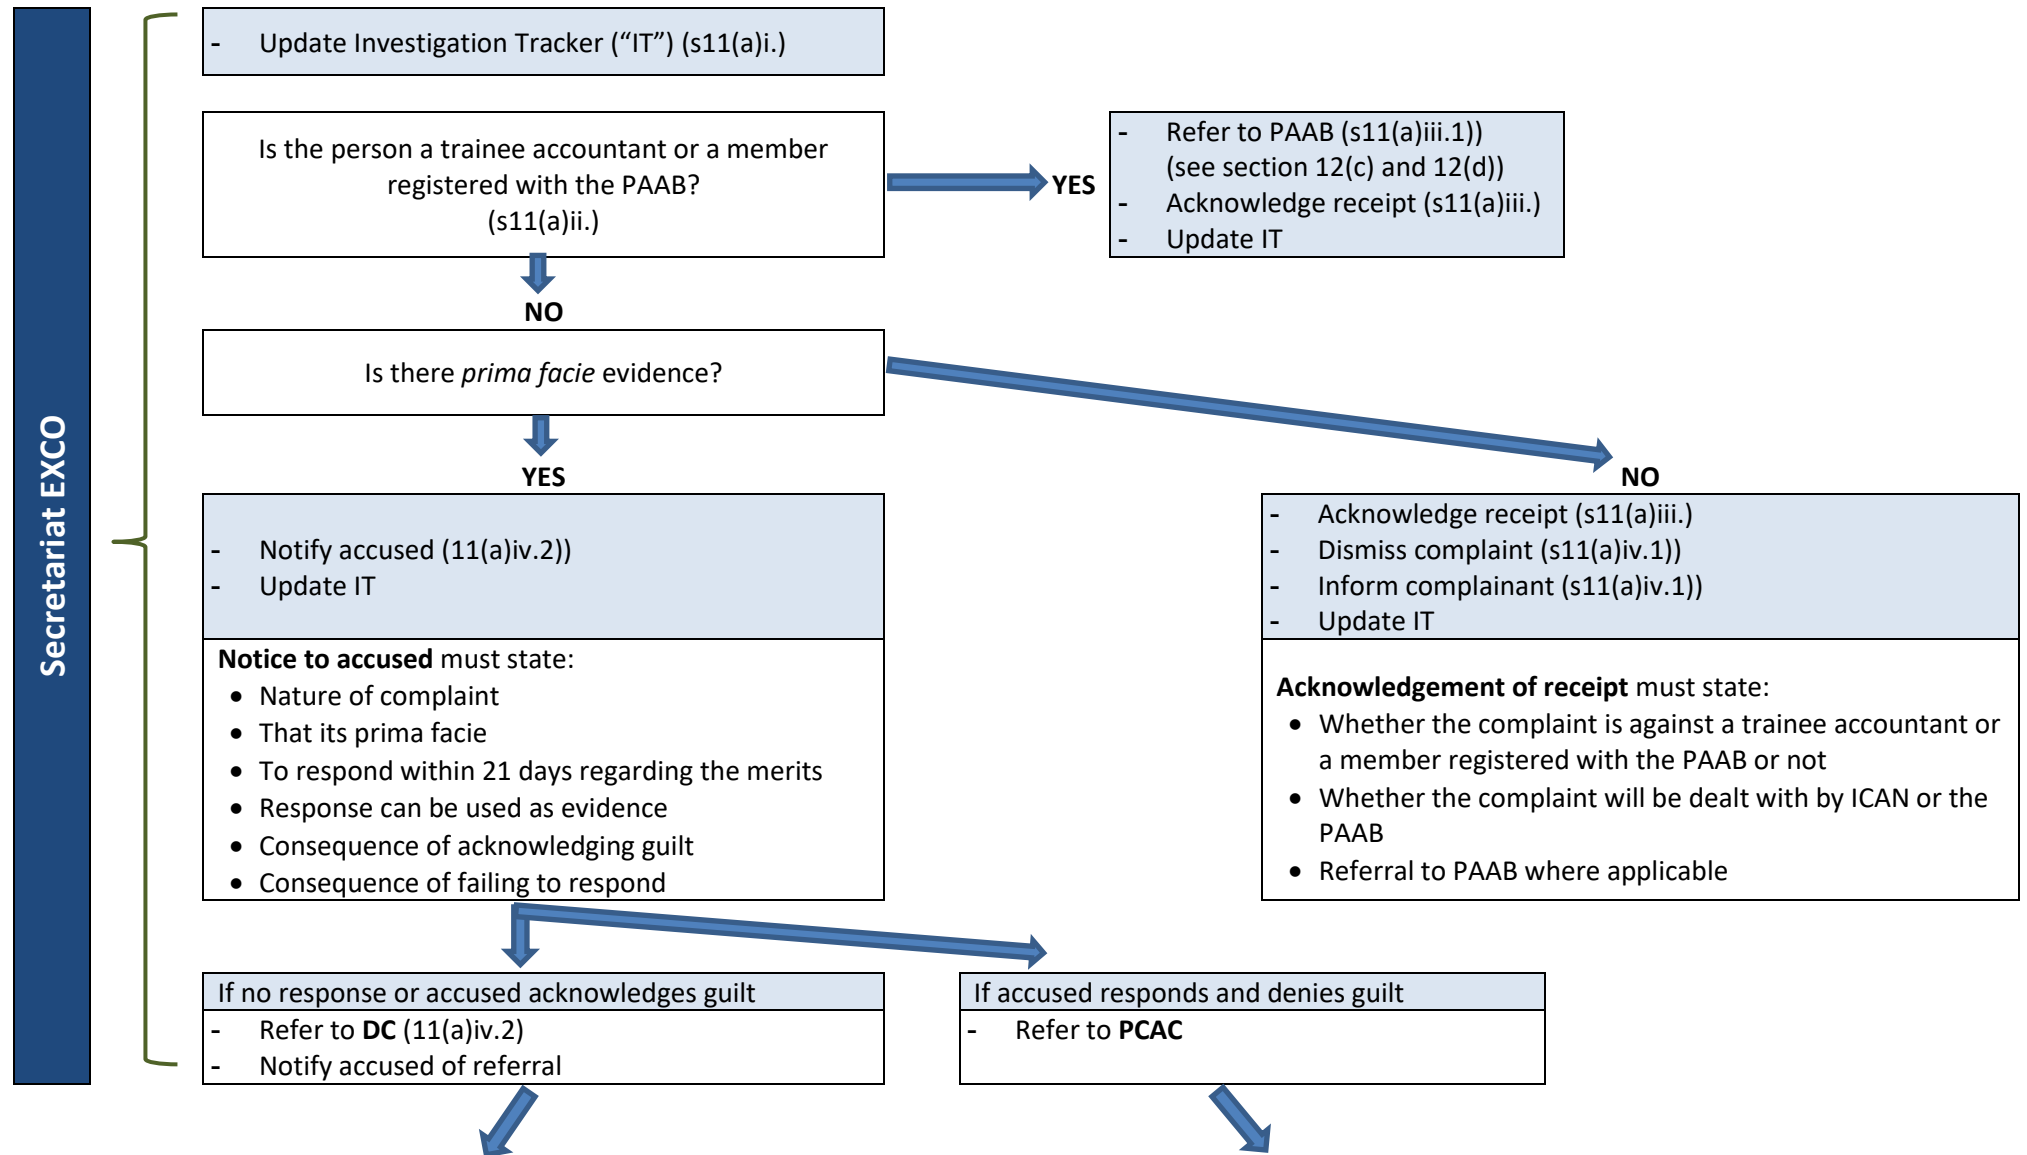 Secretariat EXCO
- Update Investigation Tracker (“IT”) (s11(a)i.)
Is the person a trainee accountant or a member
registered with the PAAB?
(s11(a)ii.)
YES
- Refer to PAAB (s11(a)iii.1))
(see section 12(c) and 12(d))
- Acknowledge receipt (s11(a)iii.)
- Update IT
NO
Is there prima facie evidence?
YES
- Notify accused (11(a)iv.2))
- Update IT
Notice to accused must state:
• Nature of complaint
• That its prima facie
• To respond within 21 days regarding the merits
• Response can be used as evidence
• Consequence of acknowledging guilt
• Consequence of failing to respond
NO
- Acknowledge receipt (s11(a)iii.)
- Dismiss complaint (s11(a)iv.1))
- Inform complainant (s11(a)iv.1))
- Update IT
Acknowledgement of receipt must state:
• Whether the complaint is against a trainee accountant or
a member registered with the PAAB or not
• Whether the complaint will be dealt with by ICAN or the
PAAB
• Referral to PAAB where applicable
If no response or accused acknowledges guilt
- Refer to DC (11(a)iv.2)
- Notify accused of referral
If accused responds and denies guilt
- Refer to PCAC